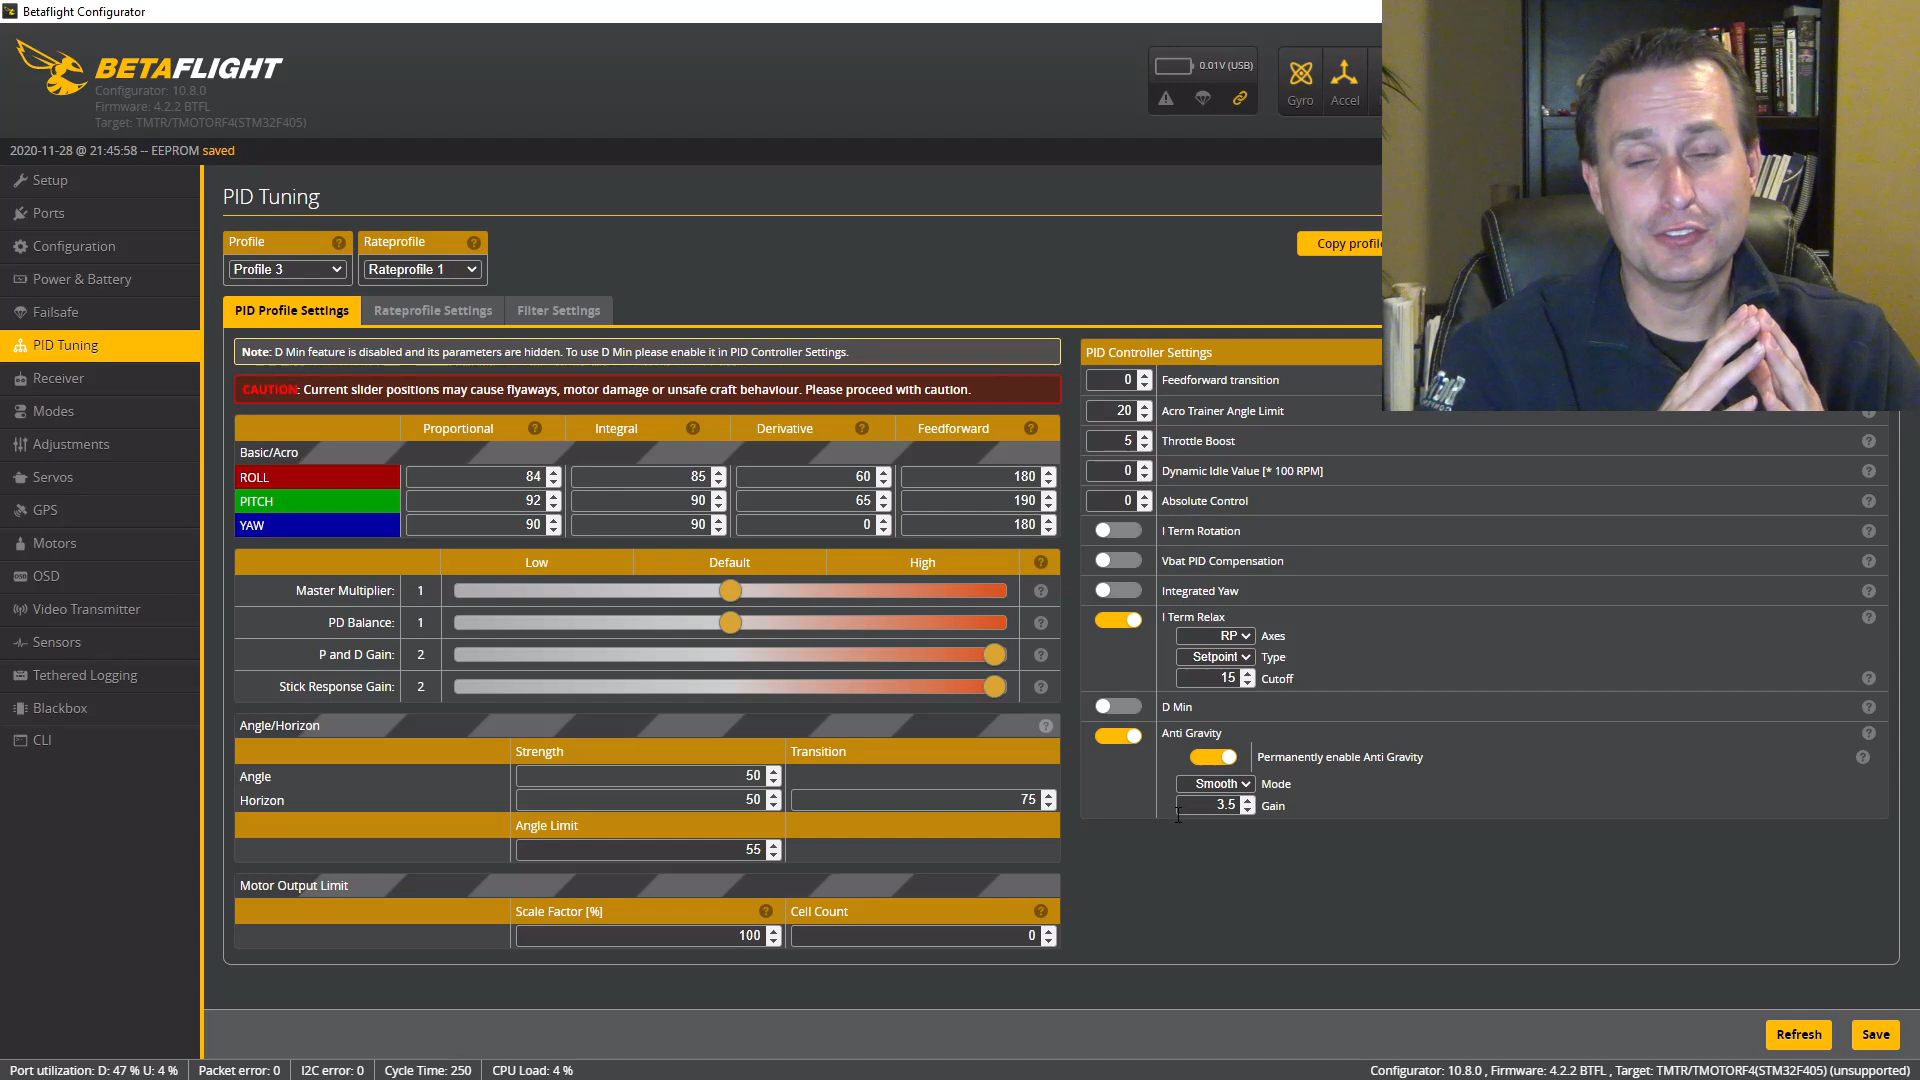 Betaflight Configurator
BETAFLIGHT
Configurator: 10.8.0
Firmware: 4.2.2 BTFL
Target: TMTR/TMOTORF4(STM32F405)
0.01V (USB)
Gyro
Accel
2020-11-28 @ 21:45:58 -- EEPROM saved
Setup
Ports
Configuration
Power & Battery
Failsafe
PID Tuning
Receiver
Modes
Adjustments
Servos
GPS
Motors
OSD
Video Transmitter
Sensors
Tethered Logging
Blackbox
CLI
PID Tuning
Profile
Rateprofile
Profile 3
Rateprofile 1
Copy profile
PID Profile Settings
Rateprofile Settings
Filter Settings
Note: D Min feature is disabled and its parameters are hidden. To use D Min please enable it in PID Controller Settings.
CAUTION: Current slider positions may cause flyaways, motor damage or unsafe craft behaviour. Please proceed with caution.
Proportional Integral Derivative Feedforward
Basic/Acro
ROLL 84 85 60 180
PITCH 92 90 65 190
YAW 90 90 0 180
Low Default High
Master Multiplier: 1
PD Balance: 1
P and D Gain: 2
Stick Response Gain: 2
Angle/Horizon
Strength Transition
Angle 50
Horizon 50 75
Angle Limit
55
Motor Output Limit
Scale Factor [%] Cell Count
100 0
PID Controller Settings
0 Feedforward transition
20 Acro Trainer Angle Limit
5 Throttle Boost
0 Dynamic Idle Value [* 100 RPM]
0 Absolute Control
I Term Rotation
Vbat PID Compensation
Integrated Yaw
I Term Relax
RP Axes
Setpoint Type
15 Cutoff
D Min
Anti Gravity
Permanently enable Anti Gravity
Smooth Mode
3.5 Gain
Refresh
Save
Port utilization: D: 47 % U: 4 %
Packet error: 0
I2C error: 0
Cycle Time: 250
CPU Load: 4 %
Configurator: 10.8.0 , Firmware: 4.2.2 BTFL , Target: TMTR/TMOTORF4(STM32F405) (unsupported)